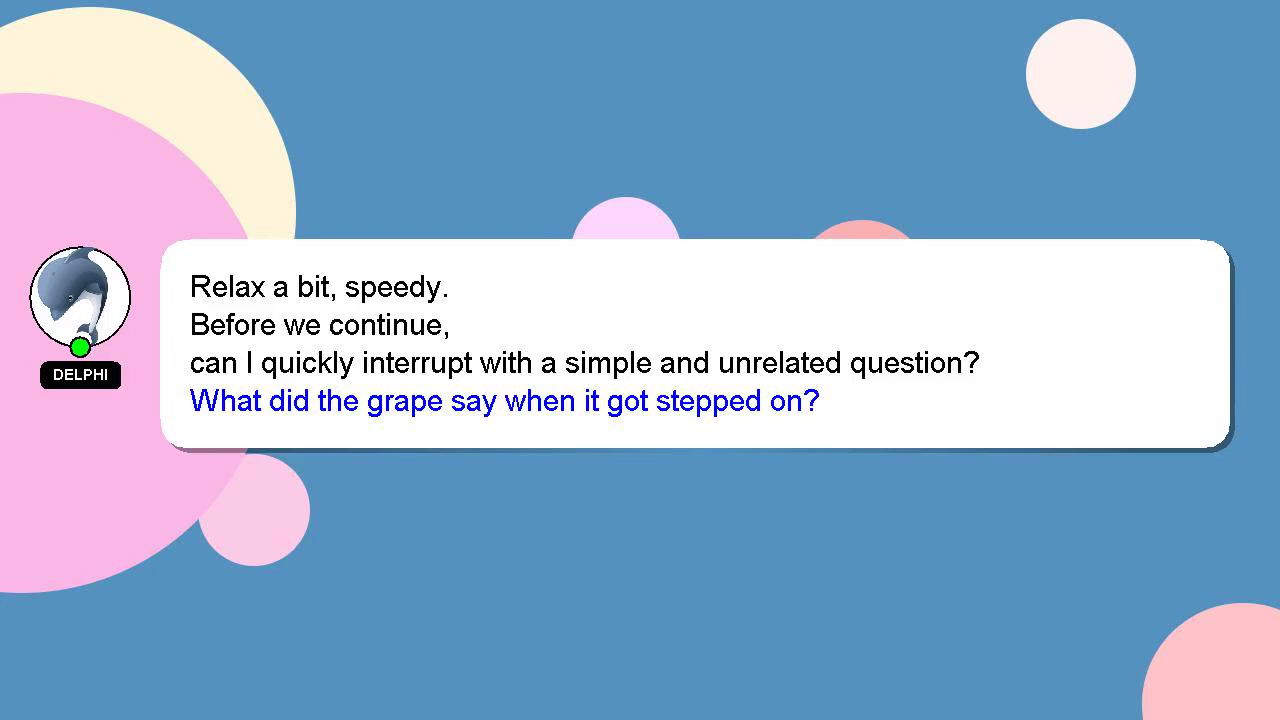 Relax a bit, speedy.
Before we continue,
can I quickly interrupt with a simple and unrelated question?
What did the grape say when it got stepped on?
DELPHI